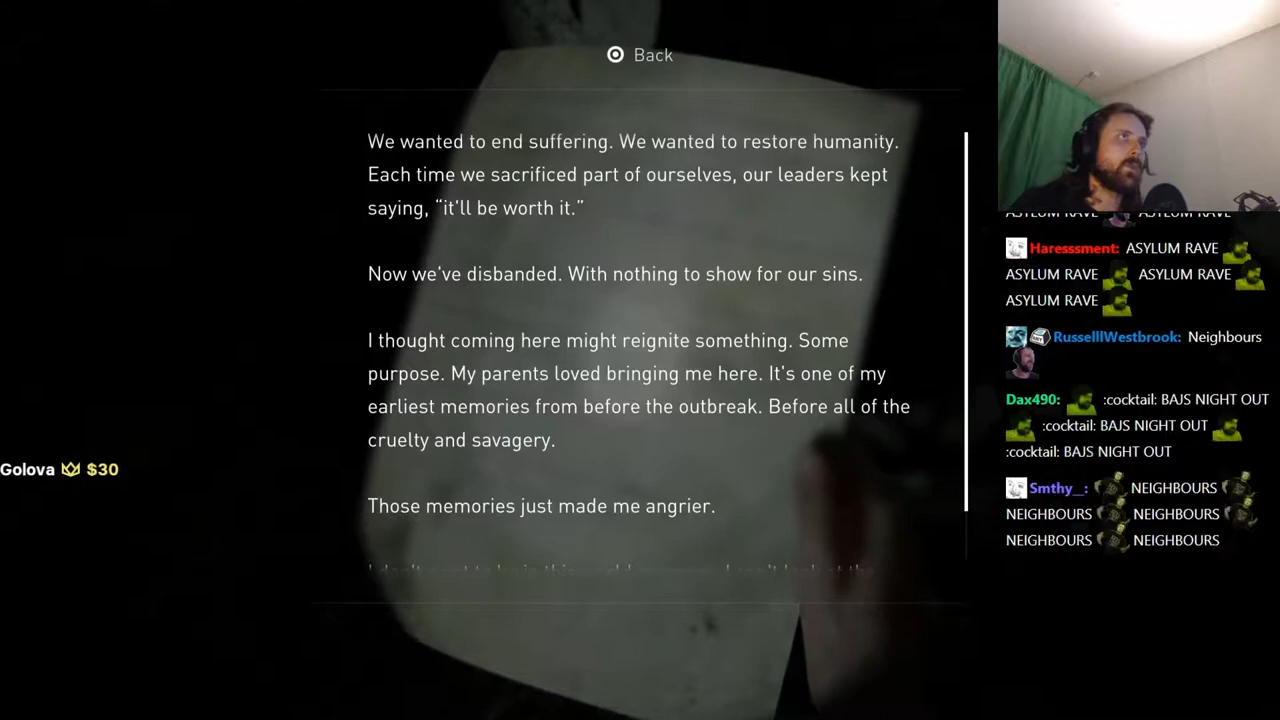 Back
We wanted to end suffering. We wanted to restore humanity.
Each time we sacrificed part of ourselves, our leaders kept
saying, “it'll be worth it.”
Now we've disbanded. With nothing to show for our sins.
I thought coming here might reignite something. Some
purpose. My parents loved bringing me here. It's one of my
earliest memories from before the outbreak. Before all of the
cruelty and savagery.
Those memories just made me angrier.
Golova $30
ASYLUM RAVE ASYLUM RAVE
Haresssment: ASYLUM RAVE
ASYLUM RAVE ASYLUM RAVE
ASYLUM RAVE
RusselllWestbrook: Neighbours
Dax490: :cocktail: BAJS NIGHT OUT
:cocktail: BAJS NIGHT OUT
:cocktail: BAJS NIGHT OUT
Smthy__: NEIGHBOURS
NEIGHBOURS NEIGHBOURS
NEIGHBOURS NEIGHBOURS